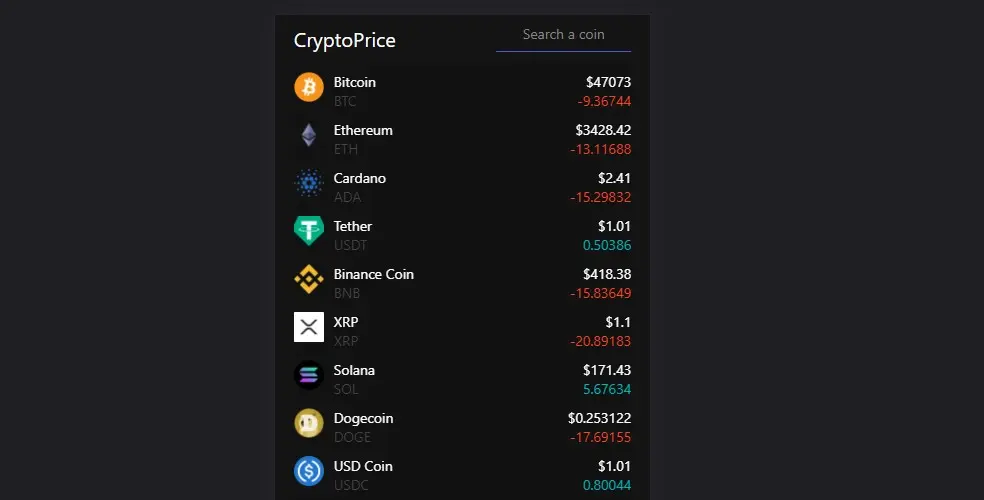 CryptoPrice
Search a coin
Bitcoin $47073
BTC -9.36744
Ethereum $3428.42
ETH -13.11688
Cardano $2.41
ADA -15.29832
Tether $1.01
USDT 0.50386
Binance Coin $418.38
BNB -15.83649
XRP $1.1
XRP -20.89183
Solana $171.43
SOL 5.67634
Dogecoin $0.253122
DOGE -17.69155
USD Coin $1.01
USDC 0.80044